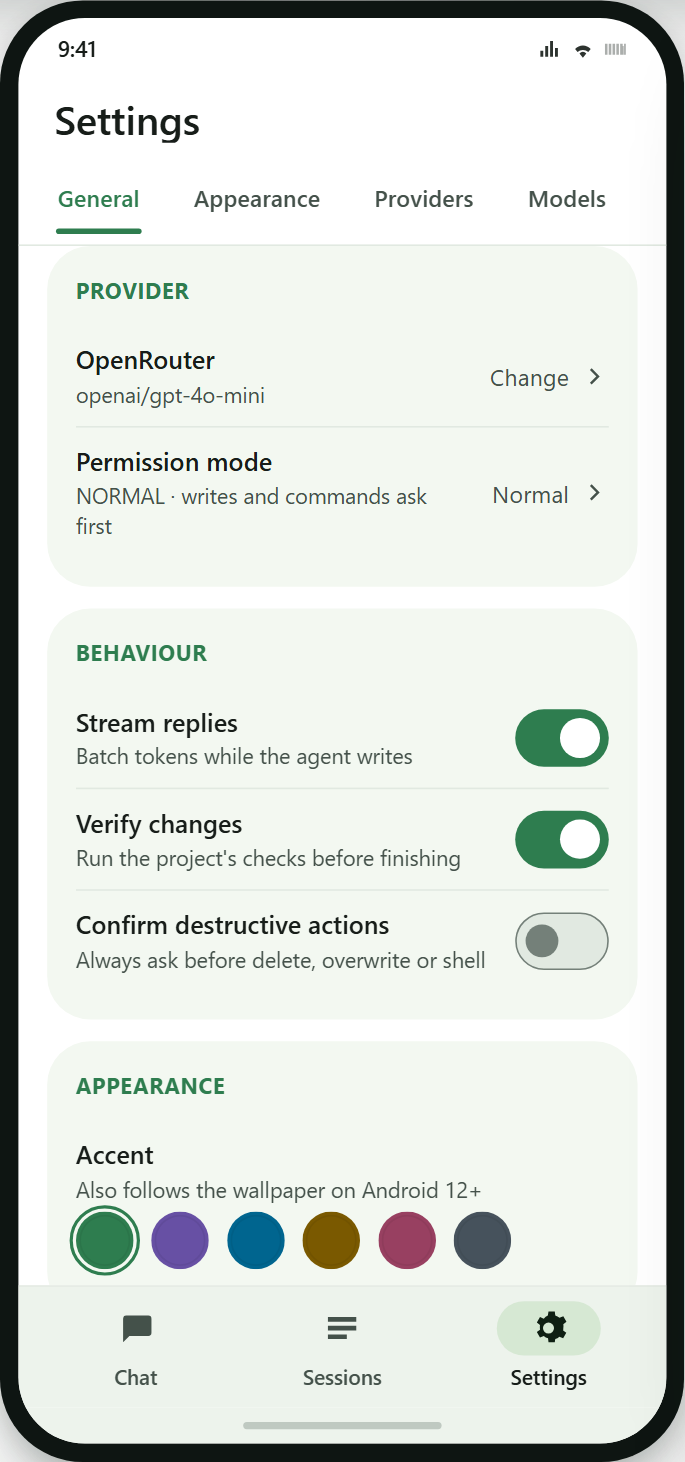 9:41
Settings
General Appearance Providers Models
PROVIDER
OpenRouter
openai/gpt-4o-mini
Change
Permission mode
NORMAL · writes and commands ask
first
Normal
BEHAVIOUR
Stream replies
Batch tokens while the agent writes
Verify changes
Run the project's checks before finishing
Confirm destructive actions
Always ask before delete, overwrite or shell
APPEARANCE
Accent
Also follows the wallpaper on Android 12+
Chat Sessions Settings